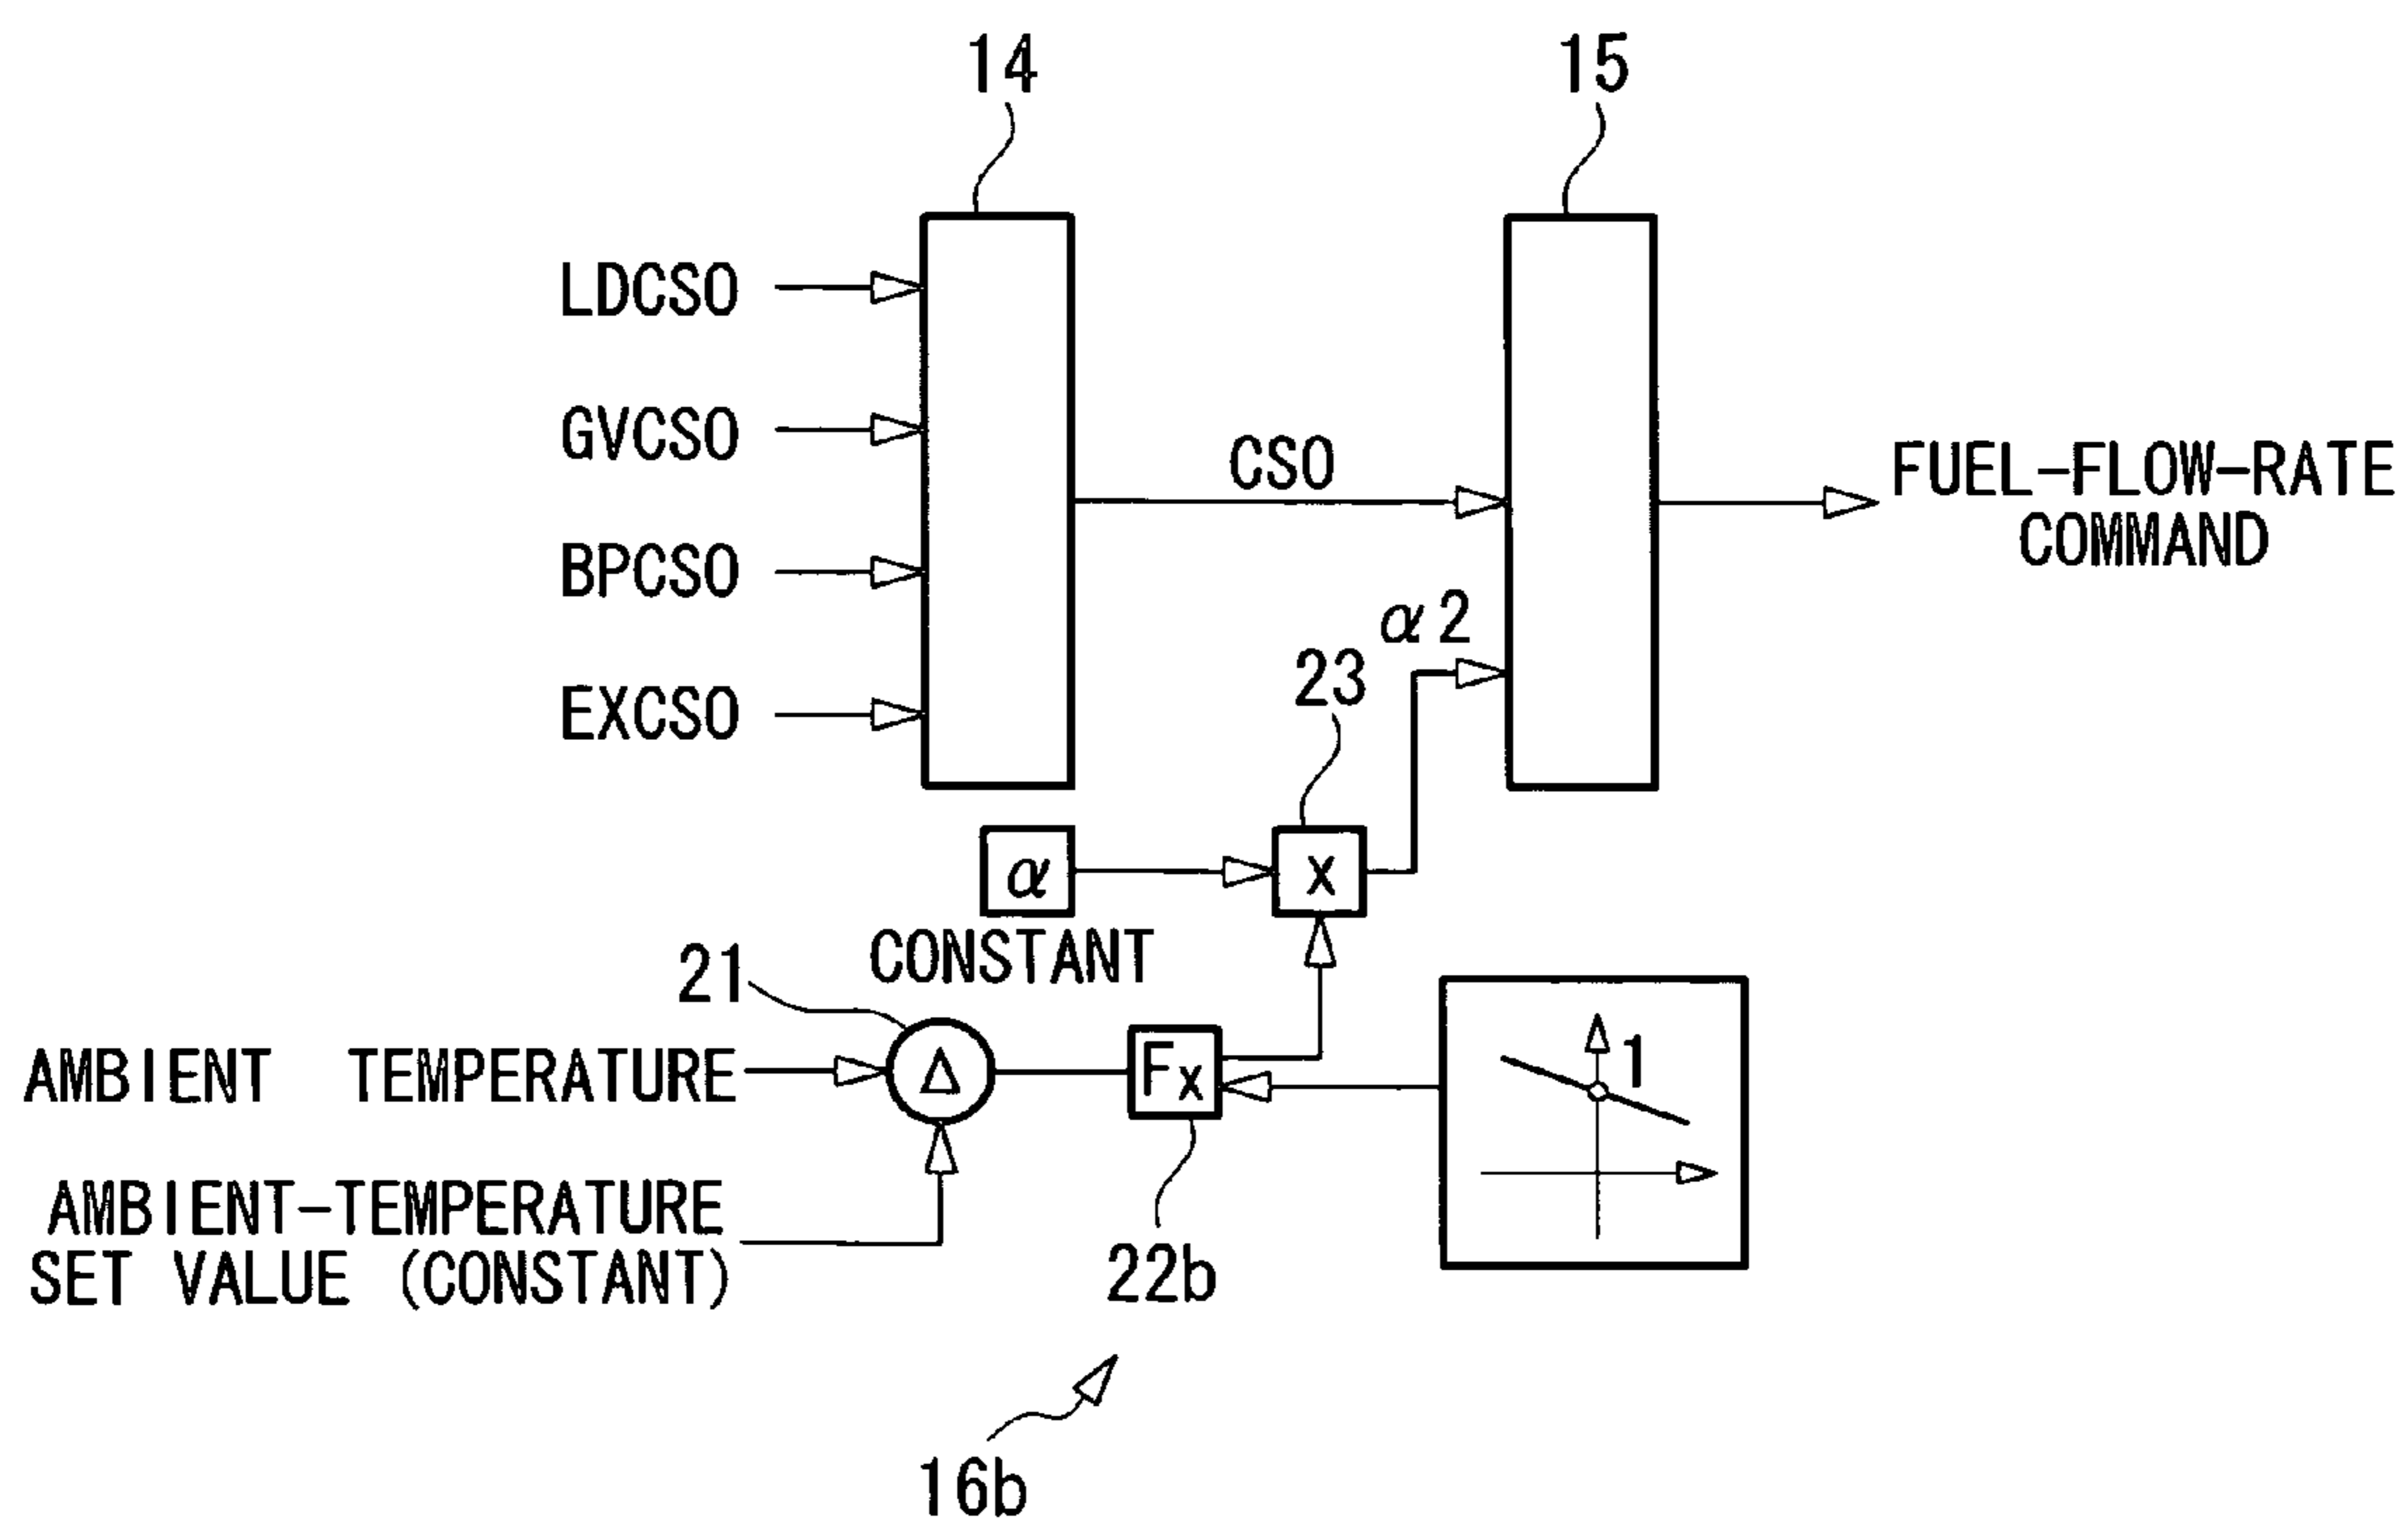 14
15
LDCSO
GVCSO
BPCSO
EXCSO
CSO
FUEL-FLOW-RATE
COMMAND
α2
23
α
x
CONSTANT
21
AMBIENT TEMPERATURE
Δ
Fx
1
AMBIENT-TEMPERATURE
SET VALUE (CONSTANT)
22b
16b